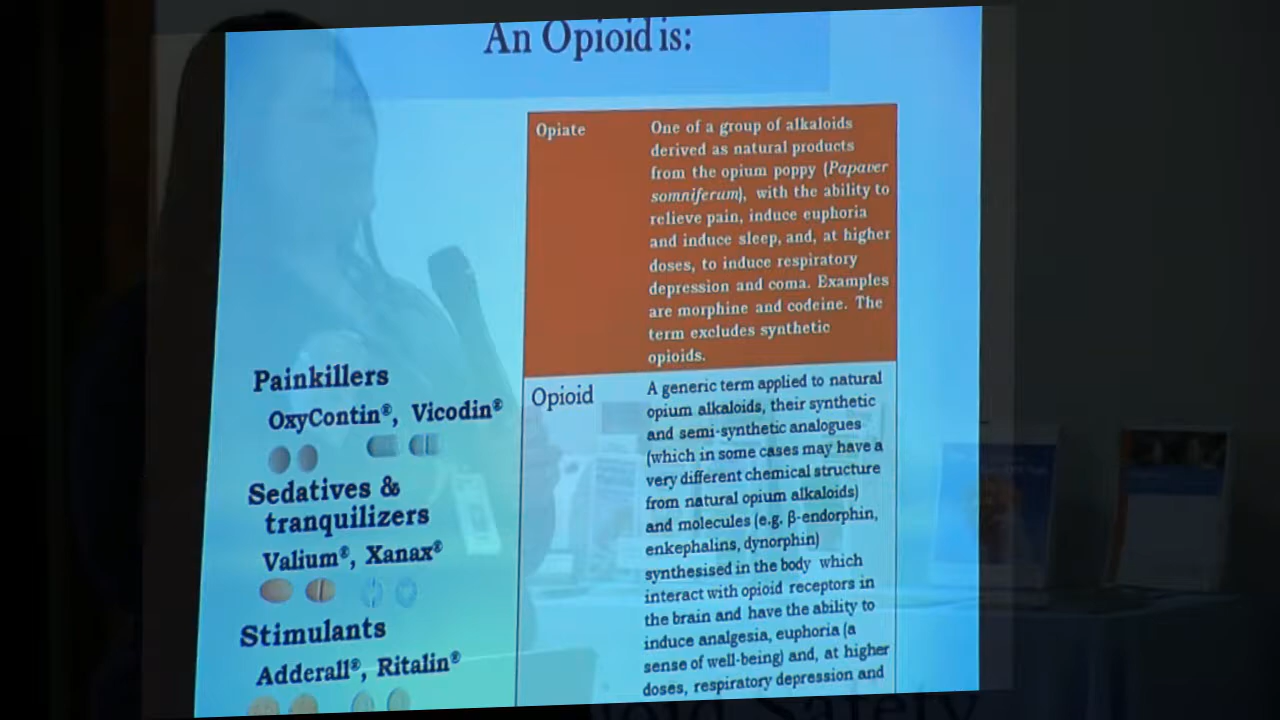 An Opioid is:
Painkillers
OxyContin®, Vicodin®
Sedatives &
tranquilizers
Valium®, Xanax®
Stimulants
Adderall®, Ritalin®
Opiate
One of a group of alkaloids
derived as natural products
from the opium poppy (Papaver
somniferum), with the ability to
relieve pain, induce euphoria
and induce sleep, and, at higher
doses, to induce respiratory
depression and coma. Examples
are morphine and codeine. The
term excludes synthetic
opioids.
Opioid
A generic term applied to natural
opium alkaloids, their synthetic
and semi-synthetic analogues
(which in some cases may have a
very different chemical structure
from natural opium alkaloids)
and molecules (e.g. β-endorphin,
enkephalins, dynorphin)
synthesised in the body which
interact with opioid receptors in
the brain and have the ability to
induce analgesia, euphoria (a
sense of well-being) and, at higher
doses, respiratory depression and
Safety